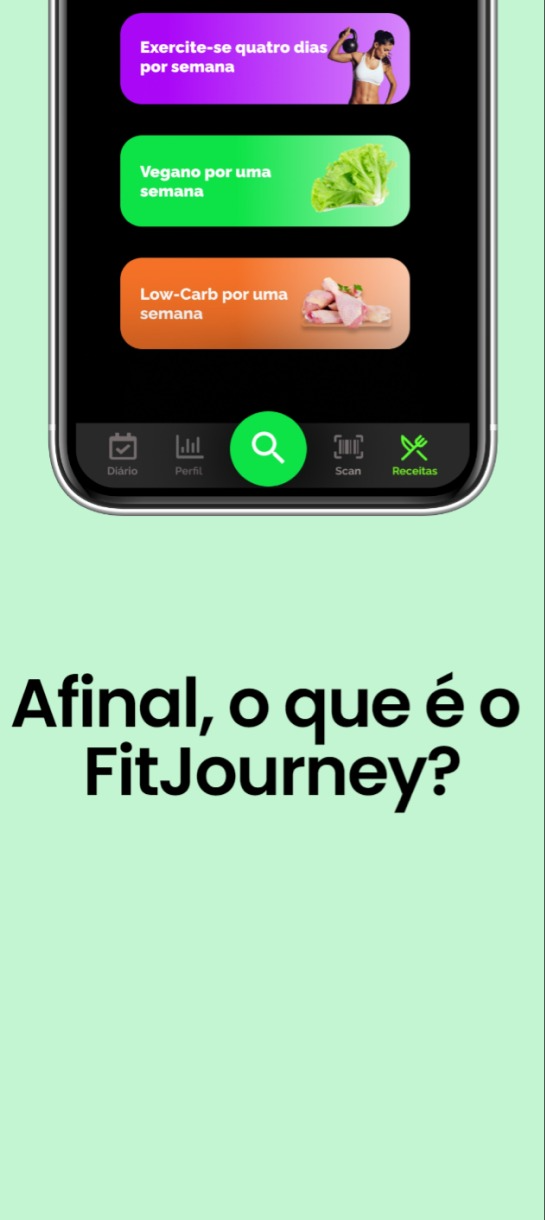 Exercite-se quatro dias
por semana
Vegano por uma
semana
Low-Carb por uma
semana
Diário
Perfil
Scan
Receitas
Afinal, o que é o
FitJourney?